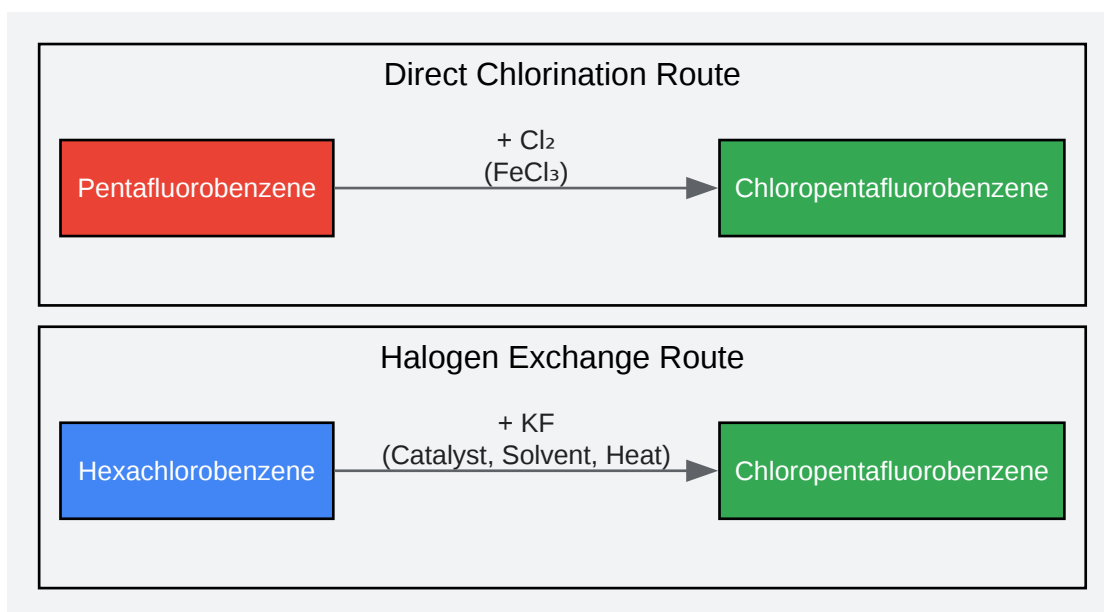 Direct Chlorination Route
+ Cl₂
(FeCl₃)
Pentafluorobenzene
Chloropentafluorobenzene
Halogen Exchange Route
+ KF
(Catalyst, Solvent, Heat)
Hexachlorobenzene
Chloropentafluorobenzene